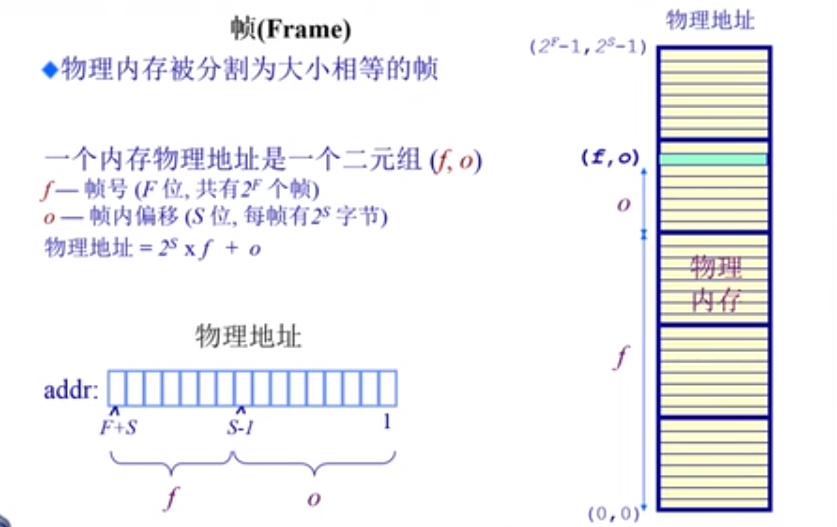 帧(Frame)
◆物理内存被分割为大小相等的帧
一个内存物理地址是一个二元组 (f, o)
f— 帧号 (F 位, 共有2^F 个帧)
o — 帧内偏移 (S 位, 每帧有2^S 字节)
物理地址 = 2^S x f + o
物理地址
addr:
F+S S-1 1
f o
物理地址
(2^F-1,2^S-1)
(f,o)
o
物理
内存
f
(0,0)